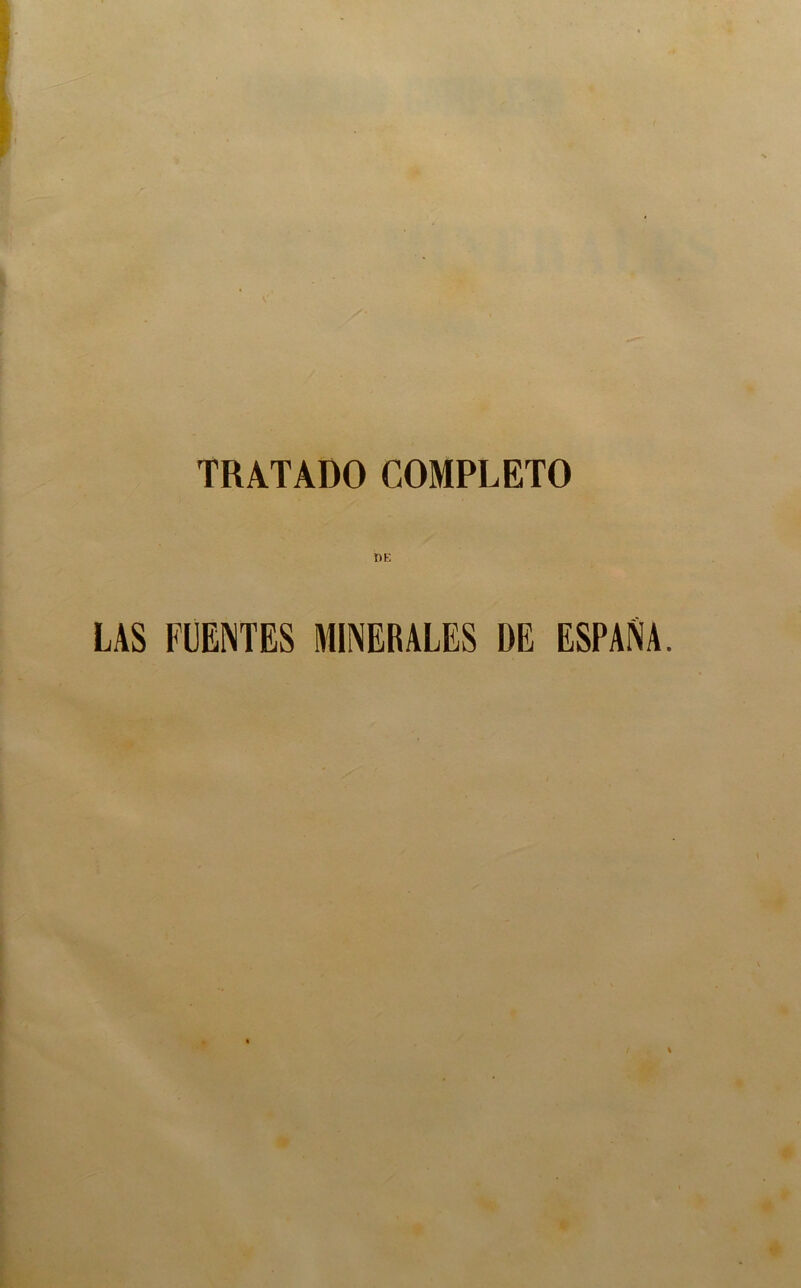 TRATADO COMPLETO
DE
LAS FUENTES MINERALES DE ESPAÑA.